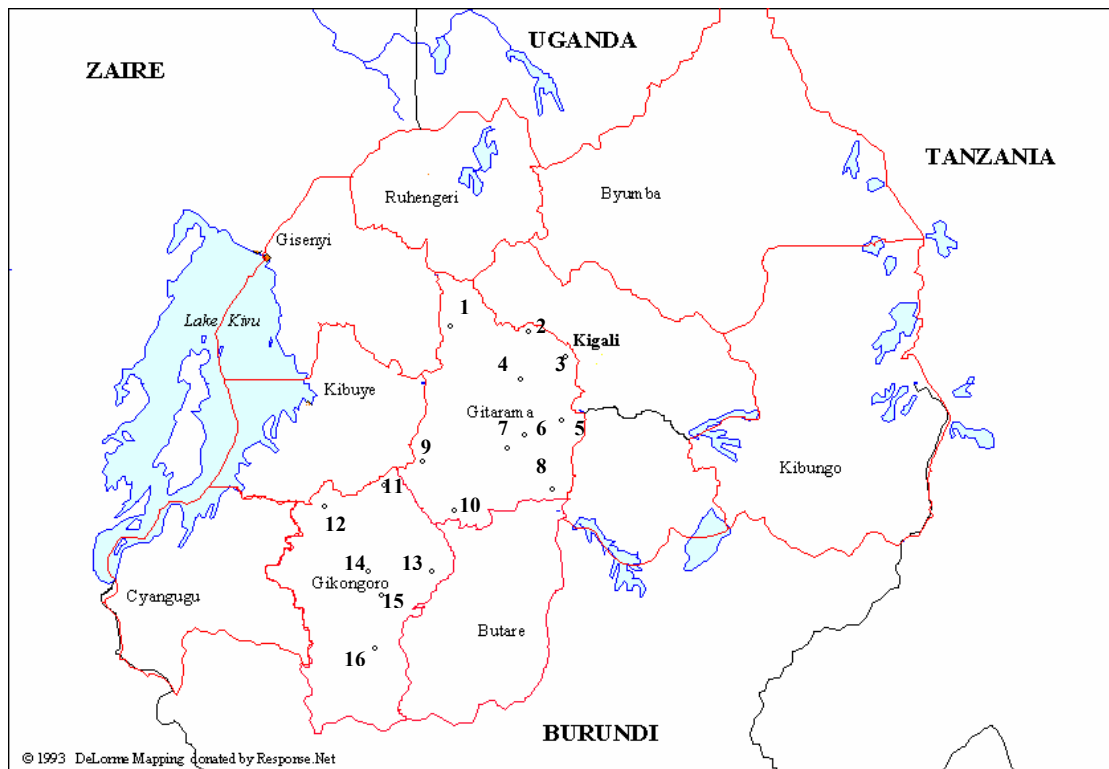 UGANDA
ZAIRE
TANZANIA
Ruhengeri
Byumba
Gisenyi
Lake Kivu
1
2
Kigali
3
4
Kibuye
Gitarama
5
6
7
9
8
Kibungo
11
10
12
14
13
Gikongoro
15
Cyangugu
Butare
16
BURUNDI
© 1993 DeLorme Mapping donated by Response.Net